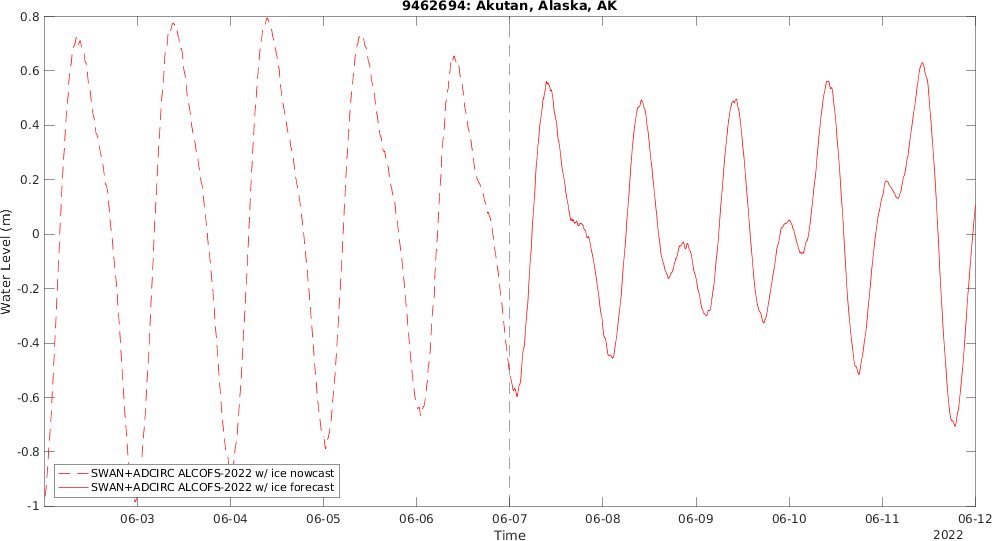 9462694: Akutan, Alaska, AK
Water Level (m)
0.8
0.6
0.4
0.2
0
-0.2
-0.4
-0.6
-0.8
-1
SWAN+ADCIRC ALCOFS-2022 w/ ice nowcast
SWAN+ADCIRC ALCOFS-2022 w/ ice forecast
06-03 06-04 06-05 06-06 06-07 06-08 06-09 06-10 06-11 06-12
Time
2022